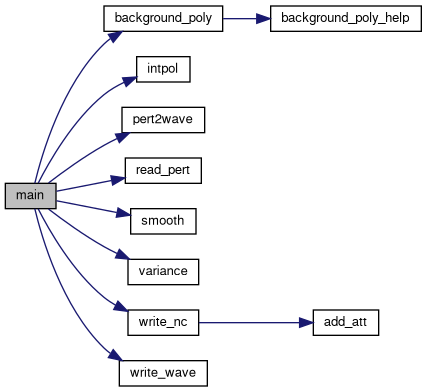 background_poly
background_poly_help
intpol
pert2wave
read_pert
main
smooth
variance
write_nc
add_att
write_wave